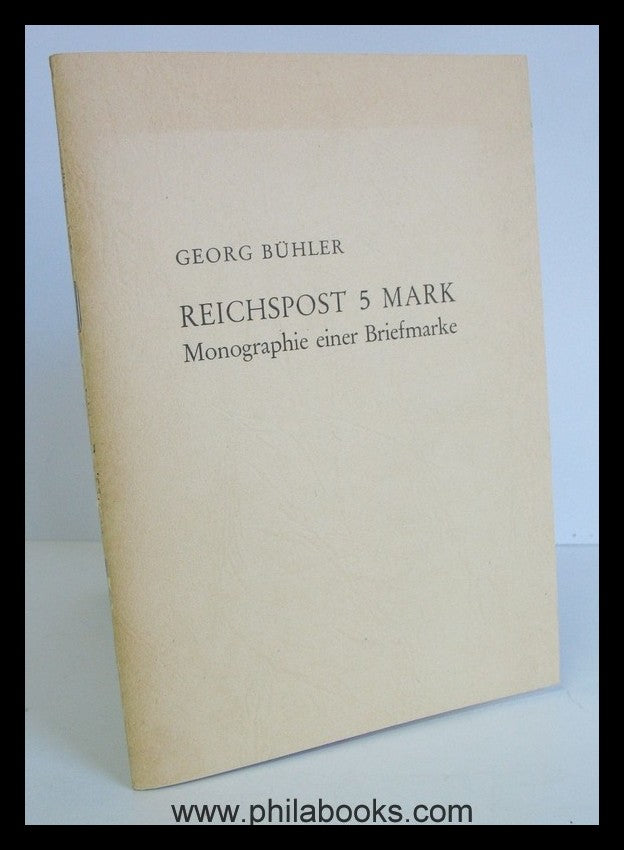 GEORG BÜHLER
REICHSPOST 5 MARK
Monographie einer Briefmarke
www.philabooks.com